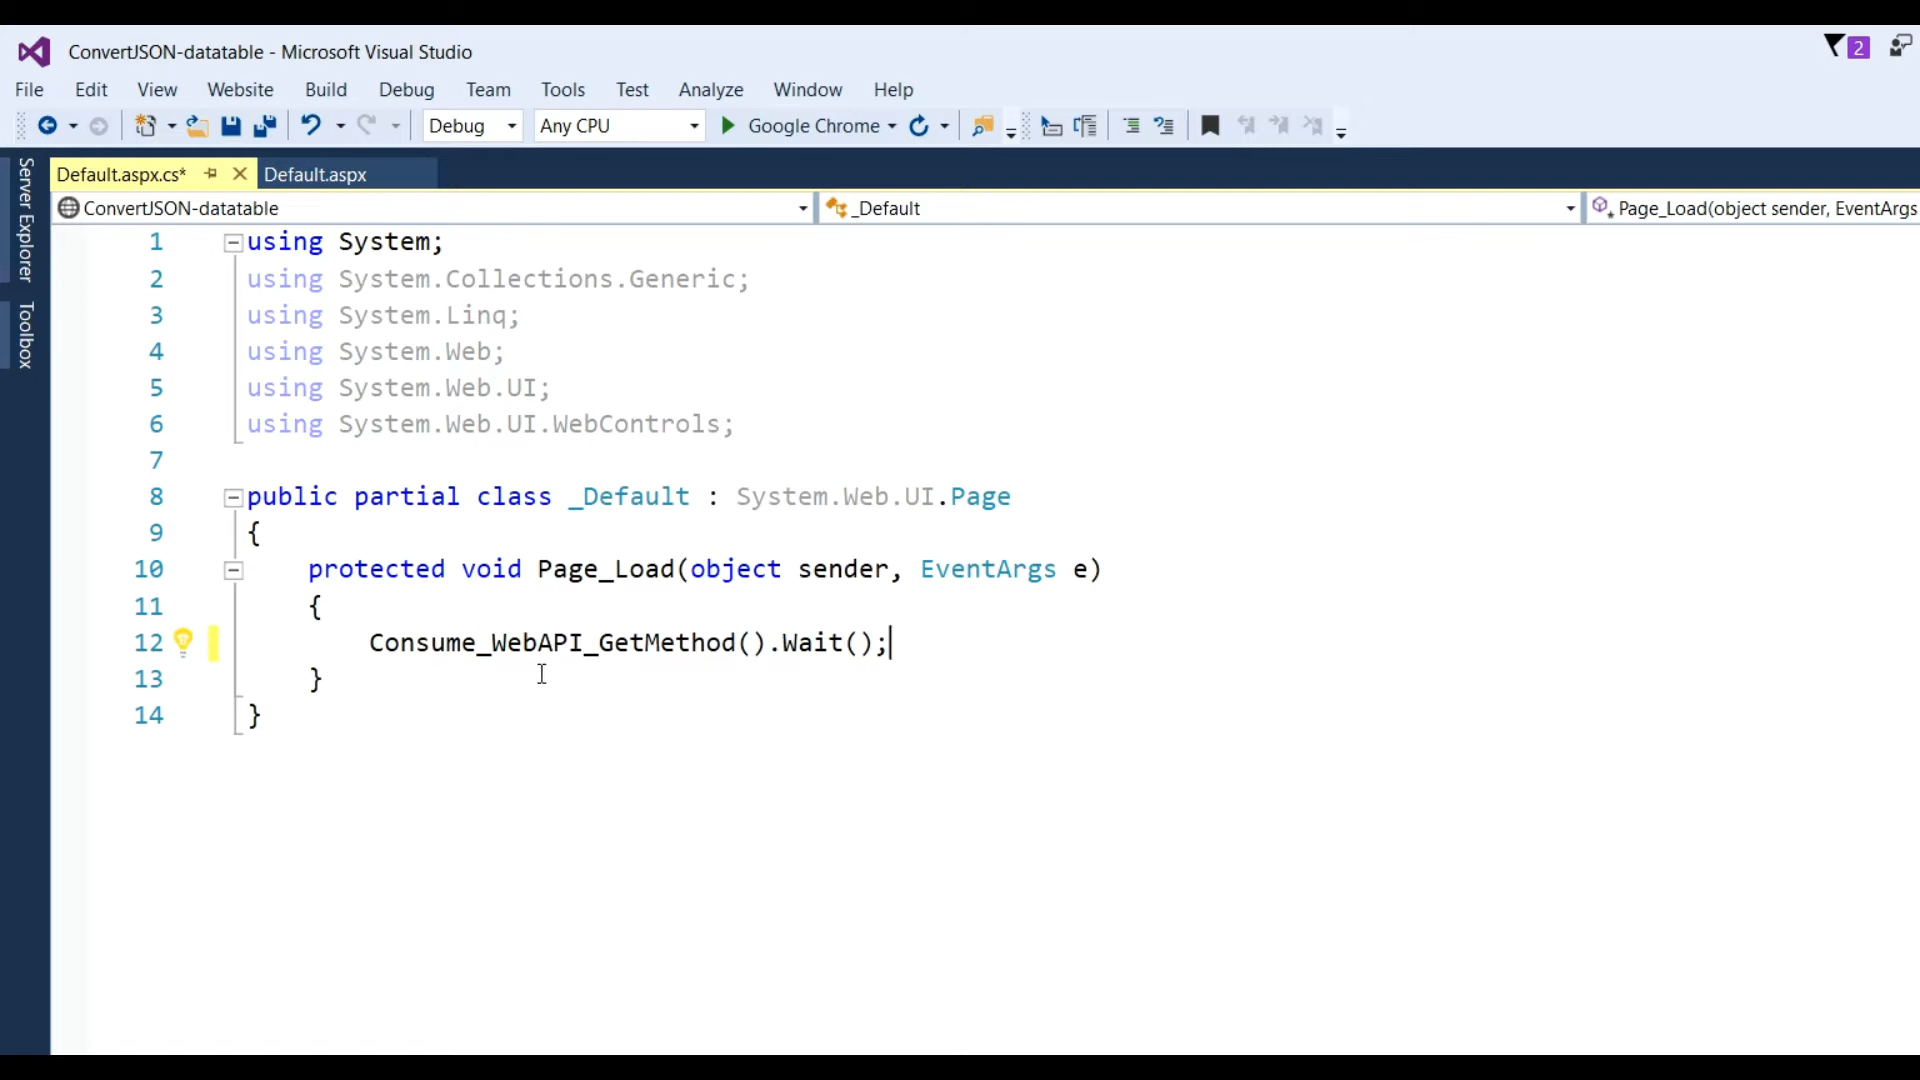 ConvertJSON-datatable - Microsoft Visual Studio
2
File Edit View Website Build Debug Team Tools Test Analyze Window Help
Debug Any CPU Google Chrome
Server Explorer
Toolbox
Default.aspx.cs* Default.aspx
ConvertJSON-datatable _Default Page_Load(object sender, EventArgs
1 using System;
2 using System.Collections.Generic;
3 using System.Linq;
4 using System.Web;
5 using System.Web.UI;
6 using System.Web.UI.WebControls;
7
8 public partial class _Default : System.Web.UI.Page
9 {
10 protected void Page_Load(object sender, EventArgs e)
11 {
12 Consume_WebAPI_GetMethod().Wait();
13 }
14 }